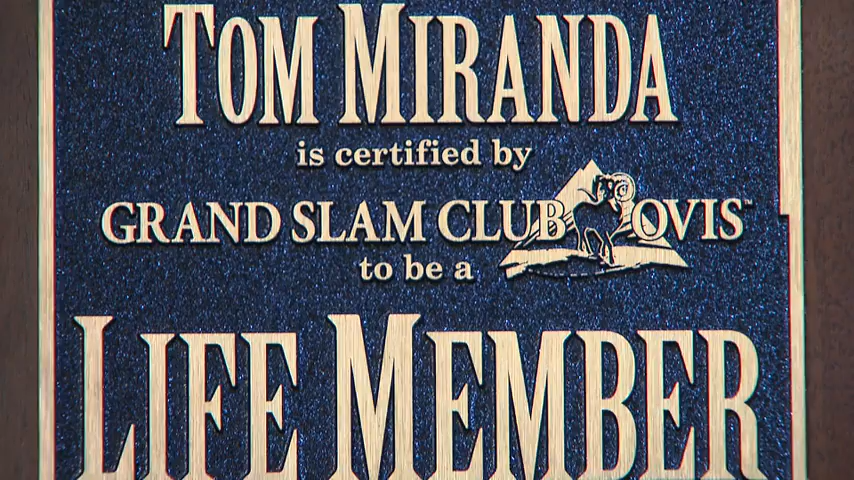 TOM MIRANDA
is certified by
GRAND SLAM CLUB OVIS™
to be a
LIFE MEMBER